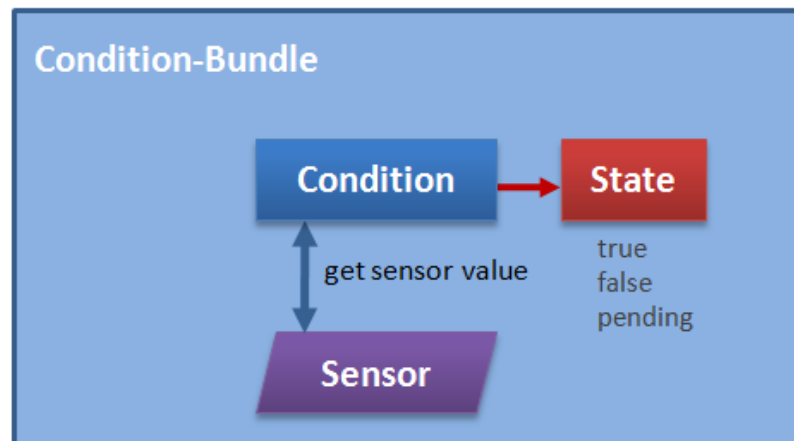 Condition-Bundle
Condition
State
true
false
pending
get sensor value
Sensor